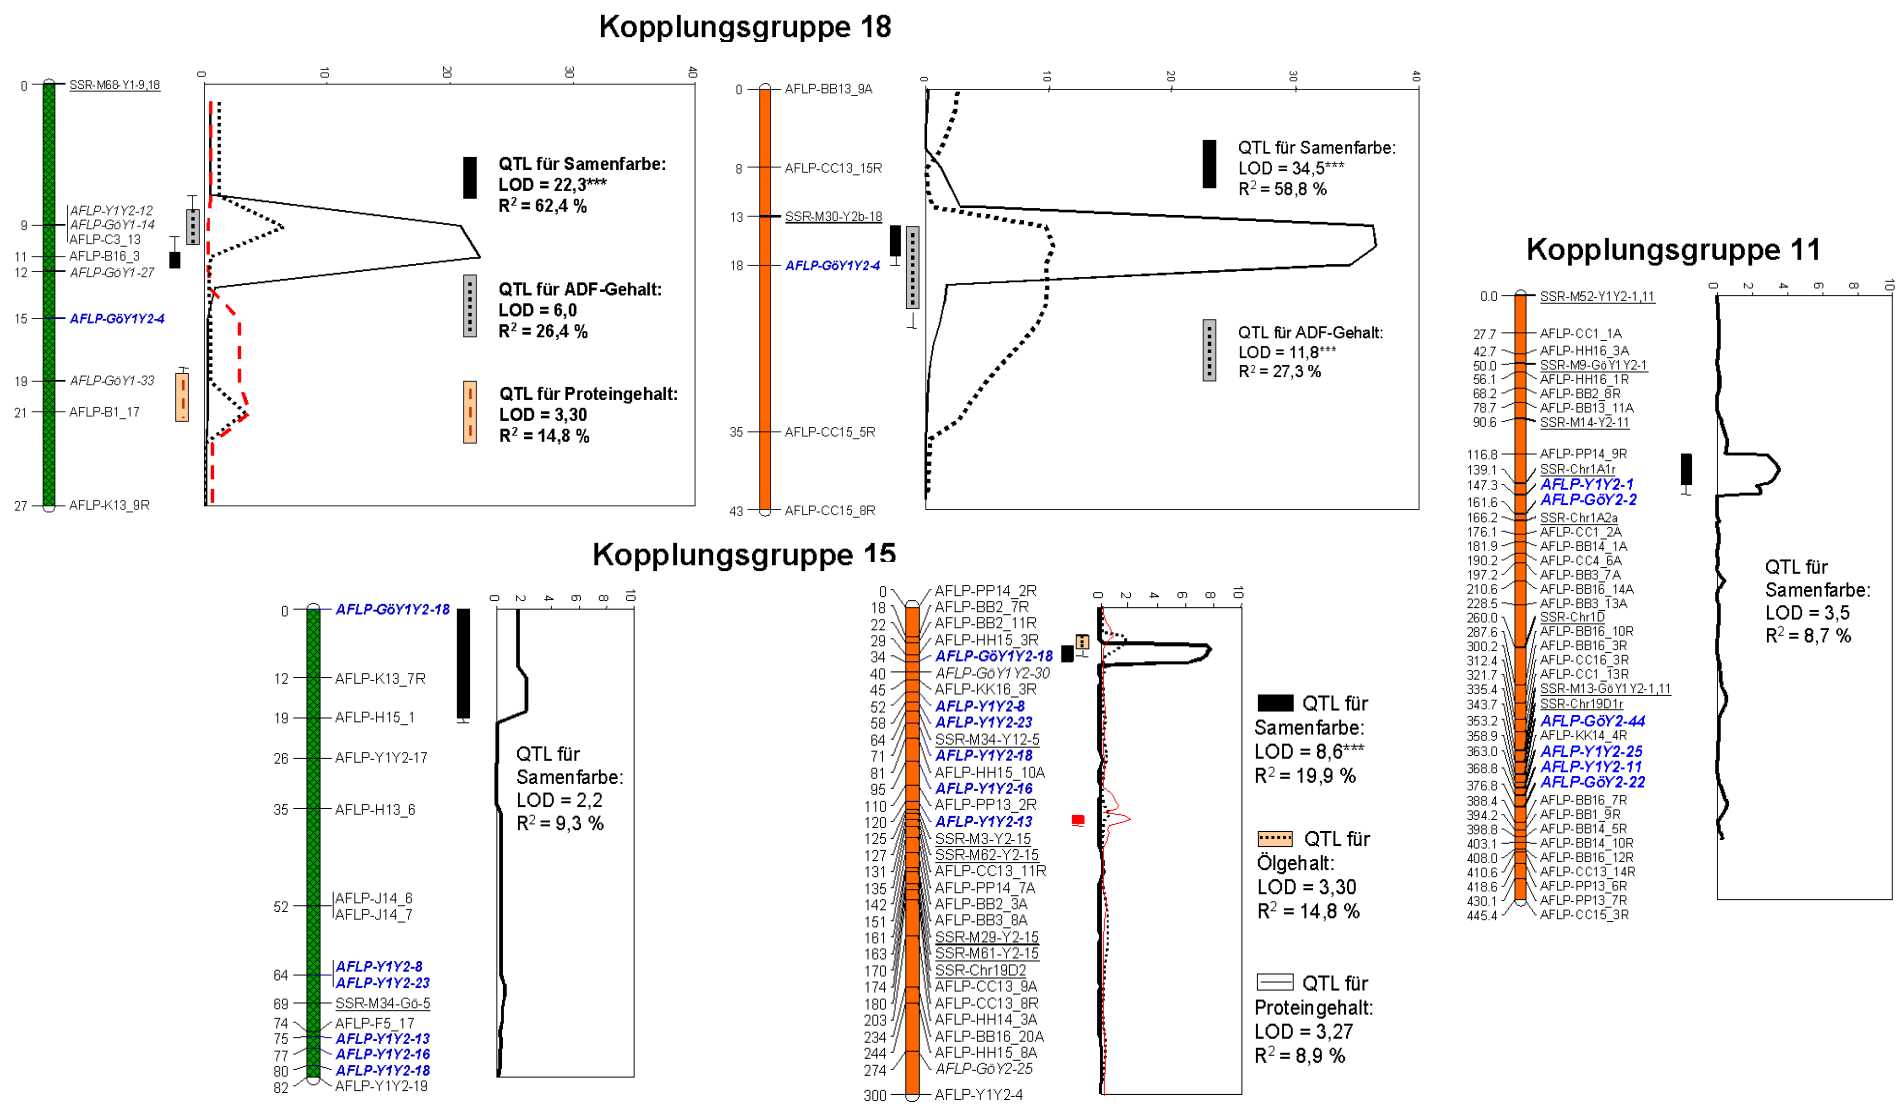 Kopplungsgruppe 18
0 10 20 30 40
0 SSR-M68-Y1-9,18
AFLP-Y1Y2-12
9 AFLP-GöY1-14
AFLP-C3_13
11 AFLP-B16_3
12 AFLP-GöY1-27
15 AFLP-GöY1Y2-4
19 AFLP-GöY1-33
21 AFLP-B1_17
27 AFLP-K13_9R
QTL für Samenfarbe:
LOD = 22,3***
R² = 62,4 %
QTL für ADF-Gehalt:
LOD = 6,0
R² = 26,4 %
QTL für Proteingehalt:
LOD = 3,30
R² = 14,8 %
0 10 20 30 40
0 AFLP-BB13_9A
8 AFLP-CC13_15R
13 SSR-M30-Y2b-18
18 AFLP-GöY1Y2-4
35 AFLP-CC15_5R
43 AFLP-CC15_8R
QTL für Samenfarbe:
LOD = 34,5***
R² = 58,8 %
QTL für ADF-Gehalt:
LOD = 11,8***
R² = 27,3 %
Kopplungsgruppe 11
0 2 4 6 8 10
0.0 SSR-M52-Y1Y2-1,11
27.7 AFLP-CC1_1A
42.7 AFLP-HH16_3A
50.0 SSR-M9-GöY1Y2-1
56.1 AFLP-HH16_1R
68.2 AFLP-BB2_8R
78.7 AFLP-BB13_11A
90.6 SSR-M14-Y2-11
116.8 AFLP-PP14_9R
139.1 SSR-Chr1A1r
147.3 AFLP-Y1Y2-1
161.6 AFLP-GöY2-2
166.2 SSR-Chr1A2a
176.1 AFLP-CC1_2A
181.9 AFLP-BB14_1A
190.2 AFLP-CC4_6A
197.2 AFLP-BB3_7A
210.6 AFLP-BB16_14A
228.5 AFLP-BB3_13A
260.0 SSR-Chr1D
287.6 AFLP-BB16_10R
300.2 AFLP-BB16_3R
312.4 AFLP-CC16_3R
321.7 AFLP-CC1_13R
335.4 SSR-M13-GöY1Y2-1,11
343.7 SSR-Chr19D1r
353.2 AFLP-GöY2-44
358.9 AFLP-KK14_4R
363.0 AFLP-Y1Y2-25
368.8 AFLP-Y1Y2-11
376.8 AFLP-GöY2-22
388.4 AFLP-BB16_7R
394.2 AFLP-BB1_9R
398.8 AFLP-BB14_5R
403.1 AFLP-BB14_10R
408.0 AFLP-BB16_12R
410.6 AFLP-CC13_14R
418.6 AFLP-PP13_6R
430.1 AFLP-PP13_7R
445.4 AFLP-CC15_3R
QTL für
Samenfarbe:
LOD = 3,5
R² = 8,7 %
Kopplungsgruppe 15
0 2 4 6 8 10
0 AFLP-GöY1Y2-18
12 AFLP-K13_7R
19 AFLP-H15_1
26 AFLP-Y1Y2-17
35 AFLP-H13_6
AFLP-J14_6
52
AFLP-J14_7
AFLP-Y1Y2-8
64
AFLP-Y1Y2-23
69 SSR-M34-Gö-5
74 AFLP-F5_17
75 AFLP-Y1Y2-13
77 AFLP-Y1Y2-16
80 AFLP-Y1Y2-18
82 AFLP-Y1Y2-19
QTL für
Samenfarbe:
LOD = 2,2
R² = 9,3 %
0 2 4 6 8 10
0 AFLP-PP14_2R
18 AFLP-BB2_7R
22 AFLP-BB2_11R
29 AFLP-HH15_3R
34 AFLP-GöY1Y2-18
40 AFLP-GöY1Y2-30
45 AFLP-KK16_3R
52 AFLP-Y1Y2-8
58 AFLP-Y1Y2-23
64 SSR-M34-Y12-5
71 AFLP-Y1Y2-18
81 AFLP-HH15_10A
95 AFLP-Y1Y2-16
110 AFLP-PP13_2R
120 AFLP-Y1Y2-13
125 SSR-M3-Y2-15
127 SSR-M62-Y2-15
131 AFLP-CC13_11R
135 AFLP-PP14_7A
142 AFLP-BB2_3A
151 AFLP-BB3_8A
161 SSR-M29-Y2-15
163 SSR-M61-Y2-15
170 SSR-Chr19D2
174 AFLP-CC13_9A
180 AFLP-CC13_8R
203 AFLP-HH14_3A
234 AFLP-BB16_20A
244 AFLP-HH15_8A
274 AFLP-GöY2-25
300 AFLP-Y1Y2-4
QTL für
Samenfarbe:
LOD = 8,6***
R² = 19,9 %
QTL für
Ölgehalt:
LOD = 3,30
R² = 14,8 %
QTL für
Proteingehalt:
LOD = 3,27
R² = 8,9 %